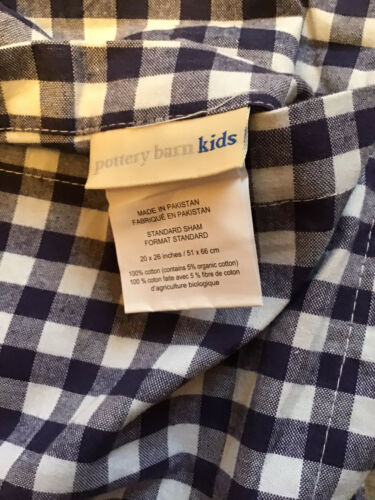 pottery barn kids
MADE IN PAKISTAN
FABRIQUÉ EN PAKISTAN
STANDARD SHAM
FORMAT STANDARD
20 x 26 inches / 51 x 66 cm
100% cotton (contains 5% organic cotton)
100 % coton faite avec 5 % fibre de coton
d'agriculture biologique